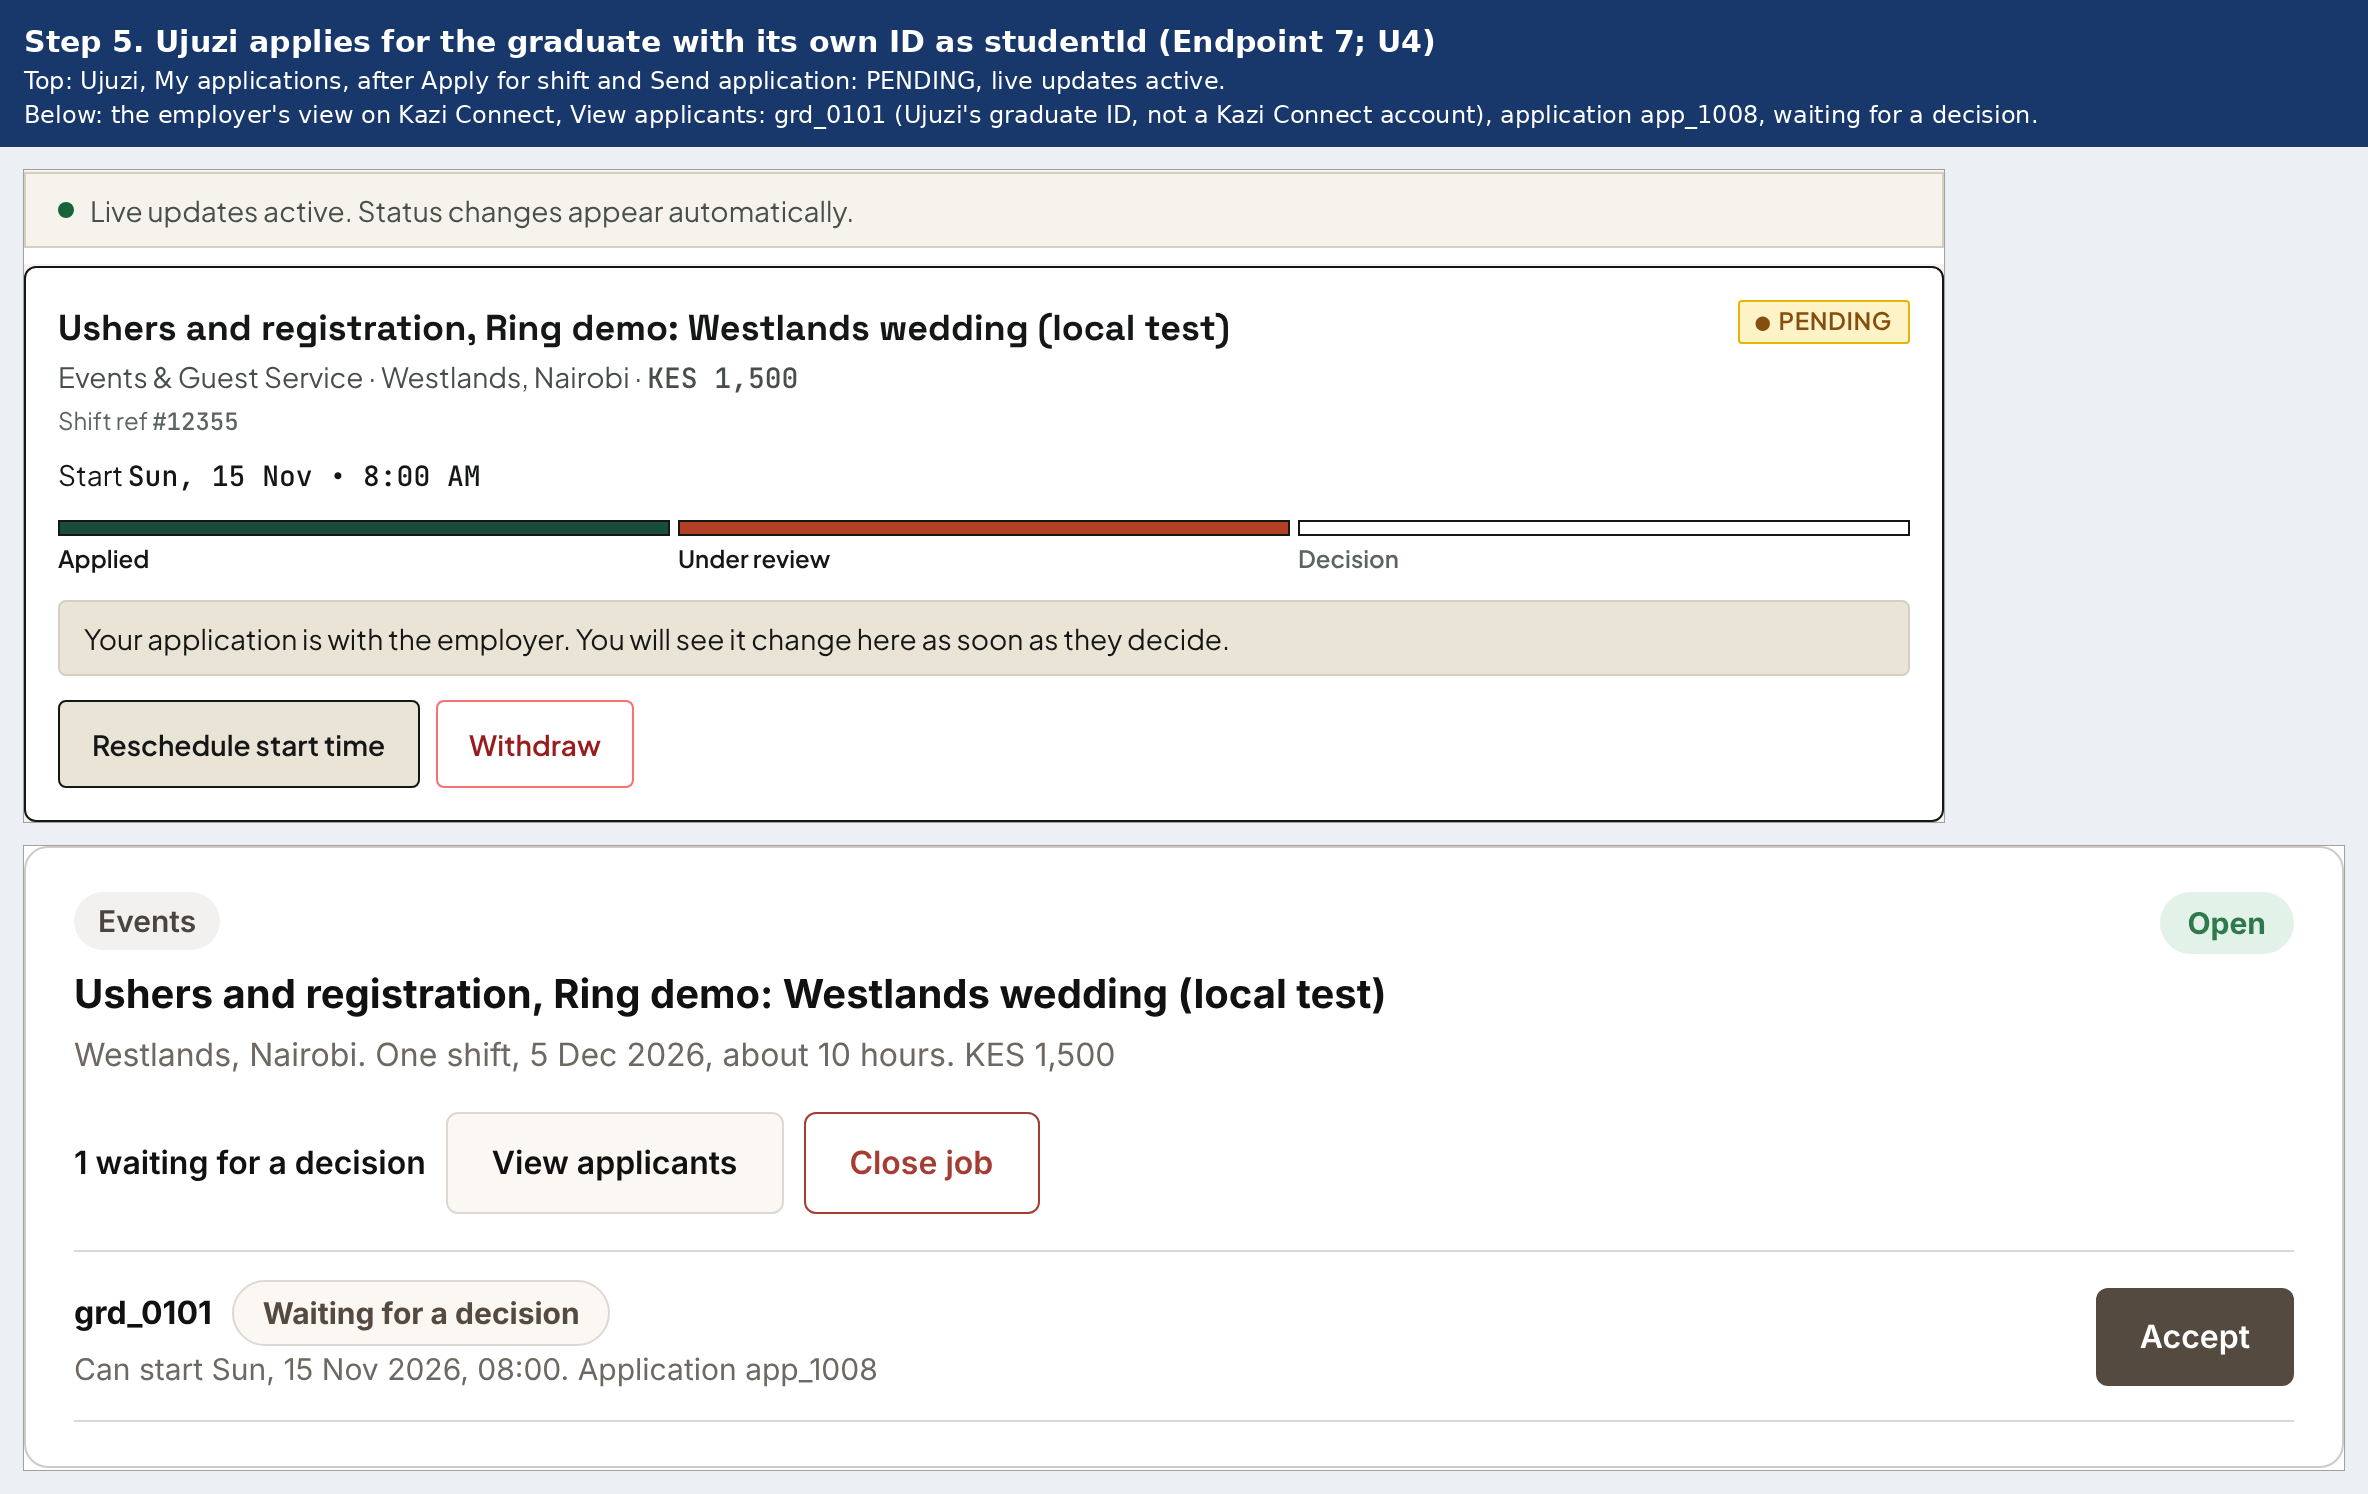 Step 5. Ujuzi applies for the graduate with its own ID as studentId (Endpoint 7; U4)
Top: Ujuzi, My applications, after Apply for shift and Send application: PENDING, live updates active.
Below: the employer's view on Kazi Connect, View applicants: grd_0101 (Ujuzi's graduate ID, not a Kazi Connect account), application app_1008, waiting for a decision.
Live updates active. Status changes appear automatically.
Ushers and registration, Ring demo: Westlands wedding (local test)
PENDING
Events & Guest Service · Westlands, Nairobi · KES 1,500
Shift ref #12355
Start Sun, 15 Nov • 8:00 AM
Applied
Under review
Decision
Your application is with the employer. You will see it change here as soon as they decide.
Reschedule start time
Withdraw
Events
Open
Ushers and registration, Ring demo: Westlands wedding (local test)
Westlands, Nairobi. One shift, 5 Dec 2026, about 10 hours. KES 1,500
1 waiting for a decision
View applicants
Close job
grd_0101
Waiting for a decision
Can start Sun, 15 Nov 2026, 08:00. Application app_1008
Accept